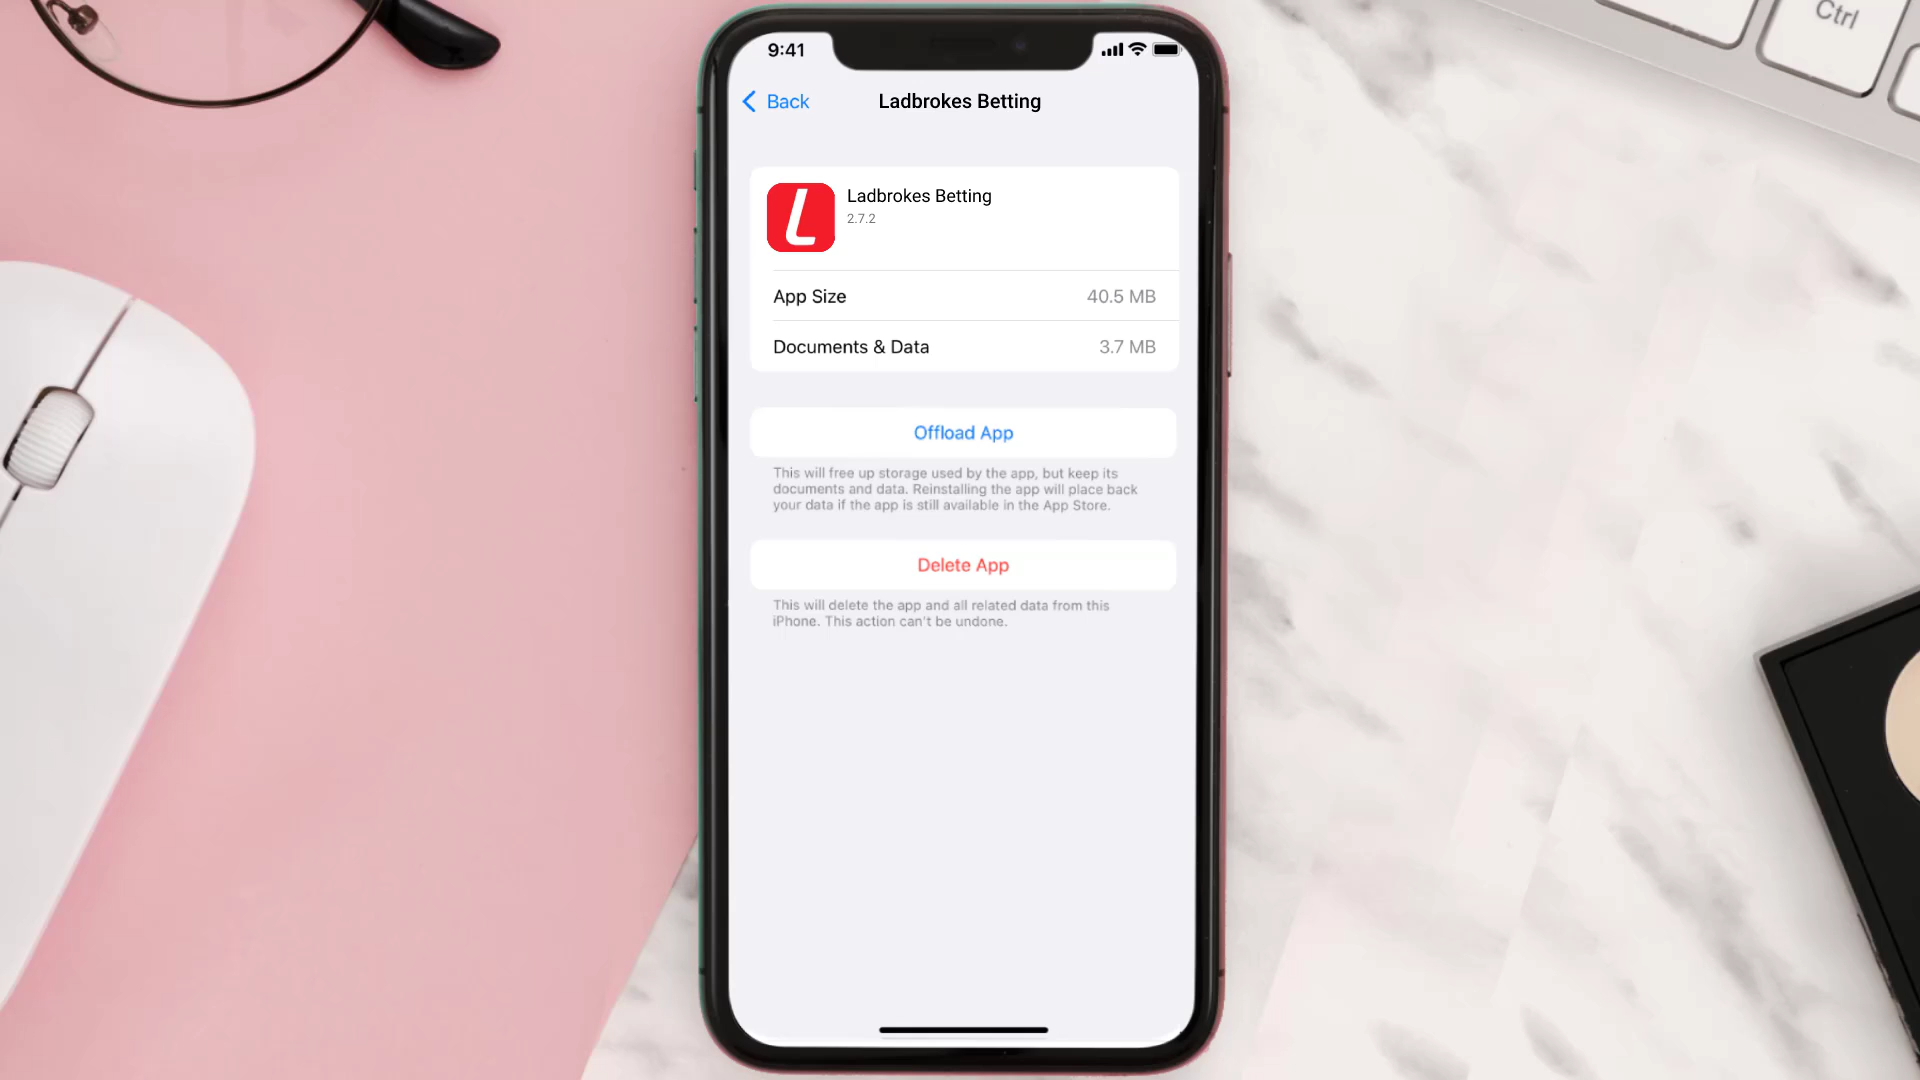 Ctrl
9:41
Back
Ladbrokes Betting
L
Ladbrokes Betting
2.7.2
App Size 40.5 MB
Documents & Data 3.7 MB
Offload App
This will free up storage used by the app, but keep its
documents and data. Reinstalling the app will place back
your data if the app is still available in the App Store.
Delete App
This will delete the app and all related data from this
iPhone. This action can't be undone.